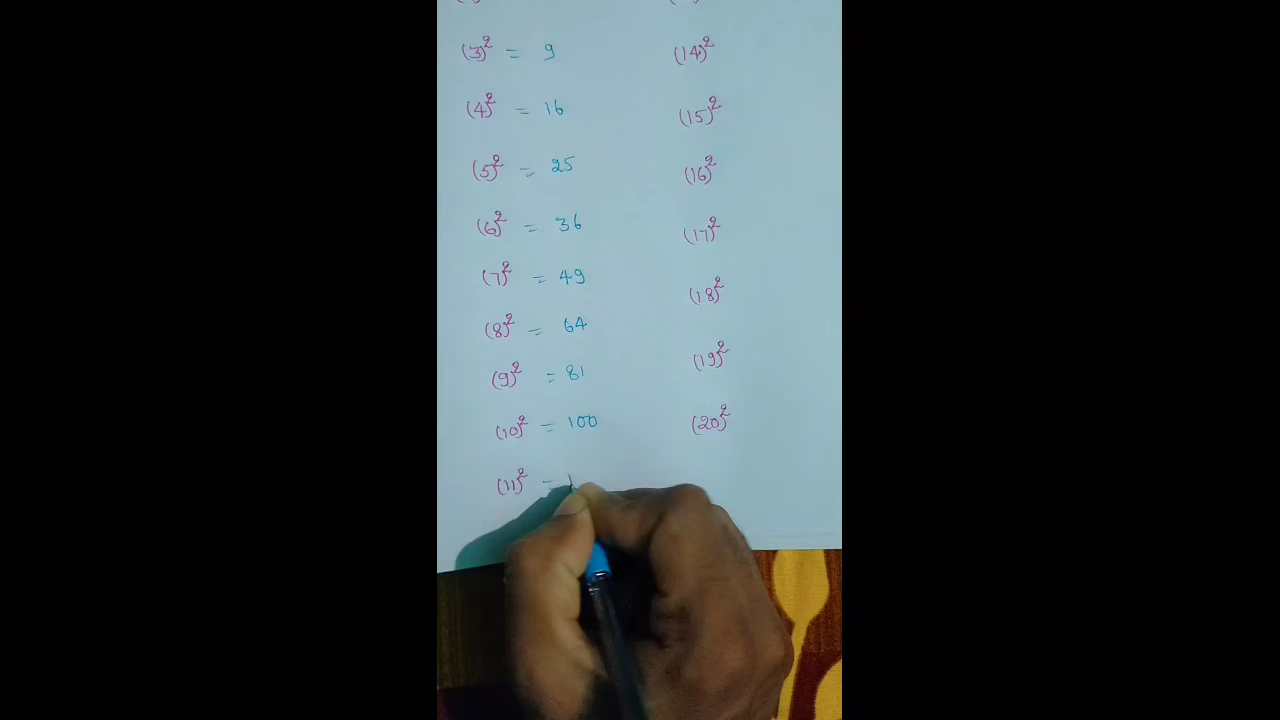 (3)² = 9
(4)² = 16
(5)² = 25
(6)² = 36
(7)² = 49
(8)² = 64
(9)² = 81
(10)² = 100
(11)² = 1
(14)²
(15)²
(16)²
(17)²
(18)²
(19)²
(20)²